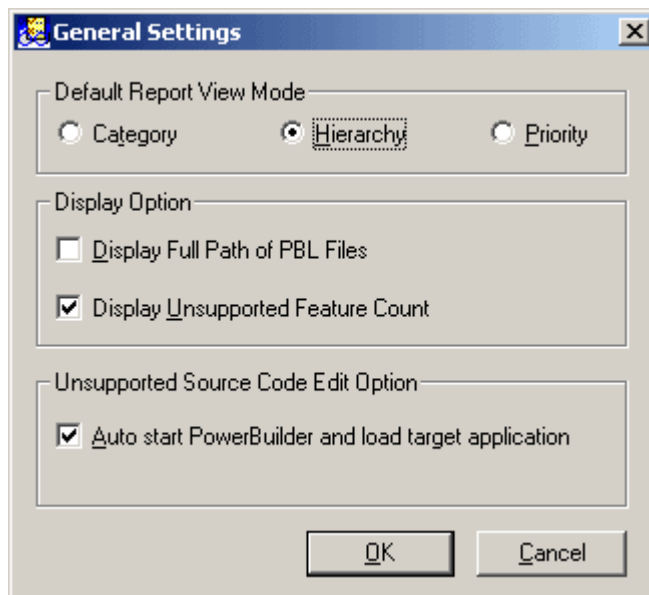 General Settings
Default Report View Mode
Category
Hierarchy
Priority
Display Option
Display Full Path of PBL Files
Display Unsupported Feature Count
Unsupported Source Code Edit Option
Auto start PowerBuilder and load target application
OK
Cancel